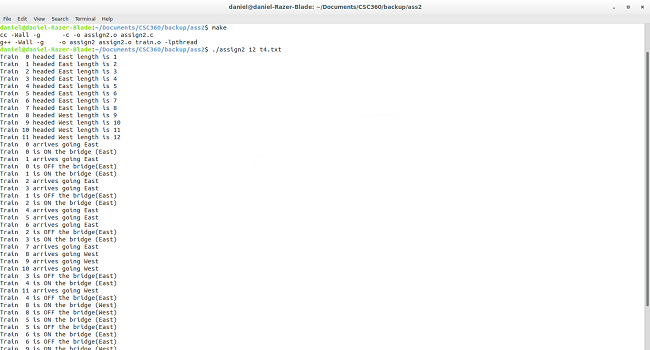 daniel@daniel-Razer-Blade: ~/Documents/CSC360/backup/ass2
File Edit View Search Terminal Help
daniel@daniel-Razer-Blade:~/Documents/CSC360/backup/ass2$ make
cc -Wall -g -c -o assign2.o assign2.c
g++ -Wall -g -o assign2 assign2.o train.o -lpthread
daniel@daniel-Razer-Blade:~/Documents/CSC360/backup/ass2$ ./assign2 12 t4.txt
Train 0 headed East length is 1
Train 1 headed East length is 2
Train 2 headed East length is 3
Train 3 headed East length is 4
Train 4 headed East length is 5
Train 5 headed East length is 6
Train 6 headed East length is 7
Train 7 headed East length is 8
Train 8 headed West length is 9
Train 9 headed West length is 10
Train 10 headed West length is 11
Train 11 headed West length is 12
Train 0 arrives going East
Train 0 is ON the bridge (East)
Train 1 arrives going East
Train 0 is OFF the bridge(East)
Train 1 is ON the bridge (East)
Train 2 arrives going East
Train 3 arrives going East
Train 1 is OFF the bridge(East)
Train 2 is ON the bridge (East)
Train 4 arrives going East
Train 5 arrives going East
Train 6 arrives going East
Train 2 is OFF the bridge(East)
Train 3 is ON the bridge (East)
Train 7 arrives going East
Train 8 arrives going West
Train 9 arrives going West
Train 10 arrives going West
Train 3 is OFF the bridge(East)
Train 4 is ON the bridge (East)
Train 11 arrives going West
Train 4 is OFF the bridge(East)
Train 8 is ON the bridge (West)
Train 8 is OFF the bridge(West)
Train 5 is ON the bridge (East)
Train 5 is OFF the bridge(East)
Train 6 is ON the bridge (East)
Train 6 is OFF the bridge(East)
Train 9 is ON the bridge (West)